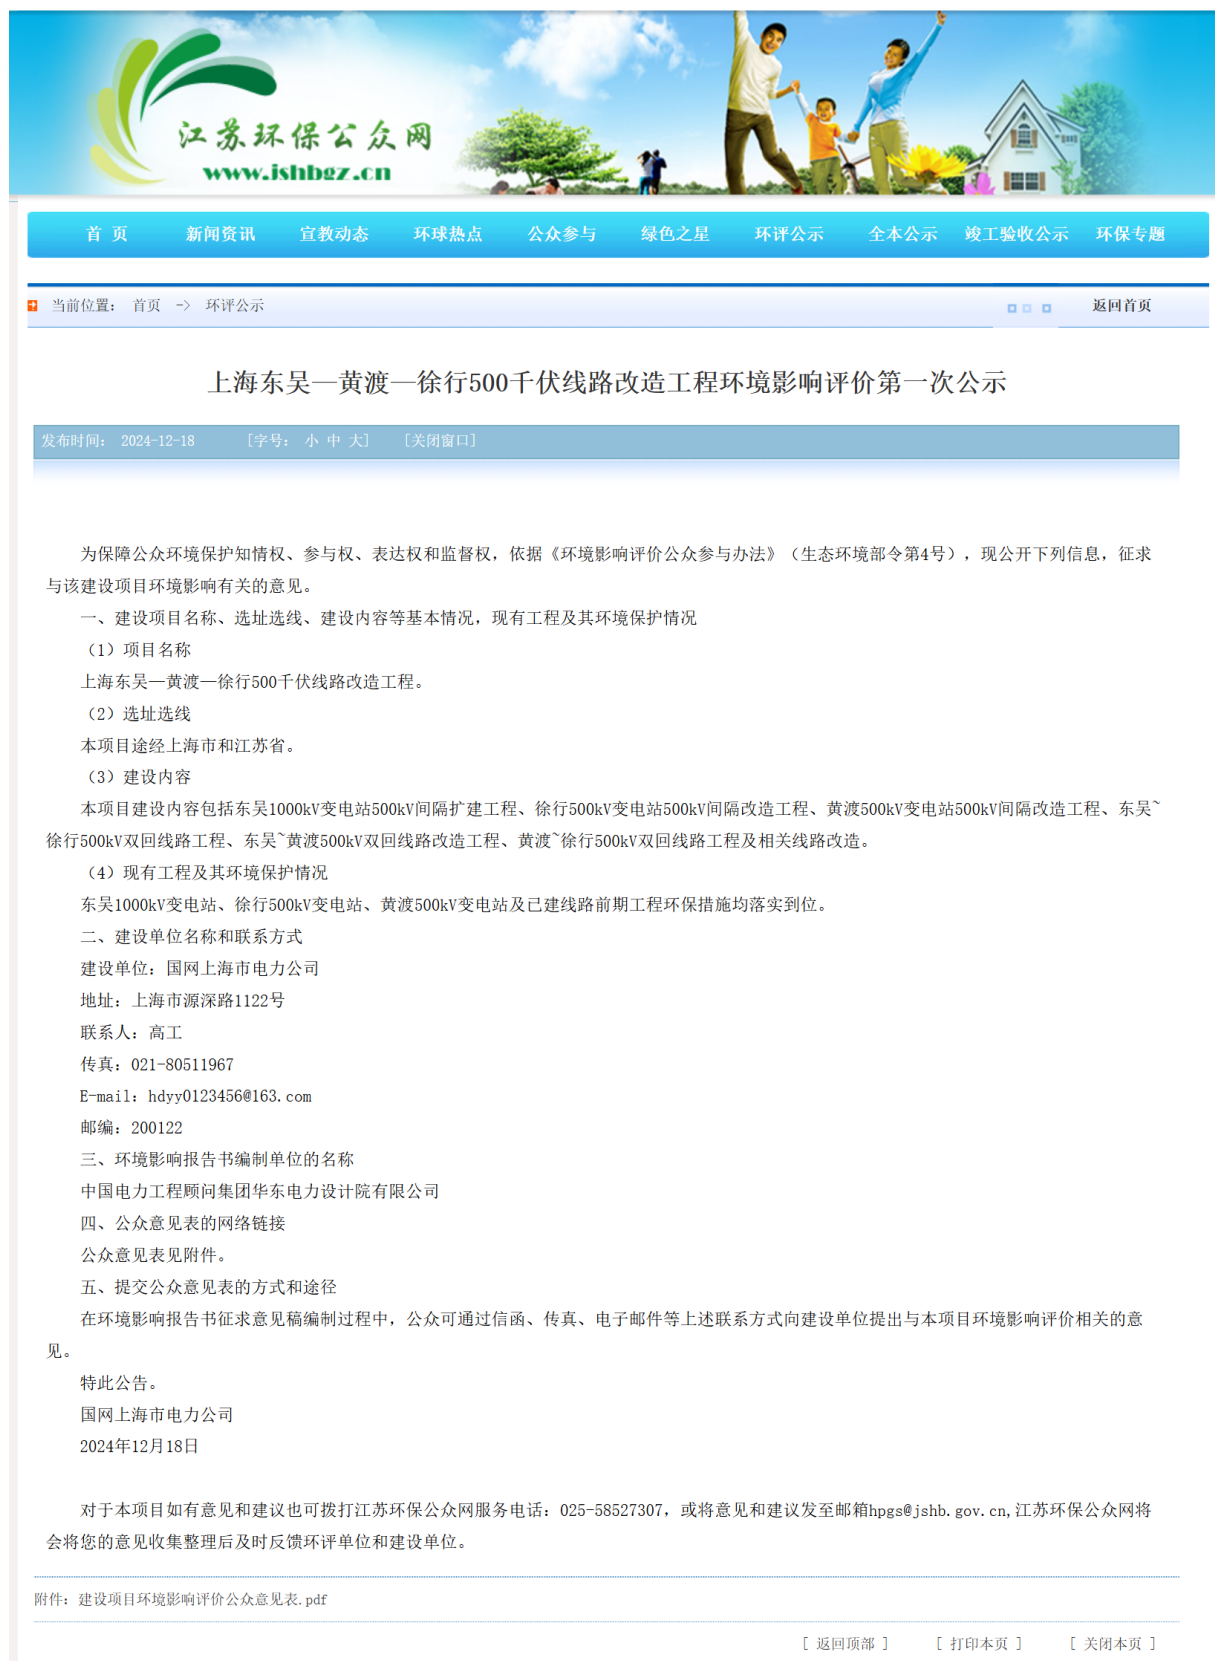 江苏环保公众网
www.jshbgz.cn
首 页 新闻资讯 宣教动态 环球热点 公众参与 绿色之星 环评公示 全本公示 竣工验收公示 环保专题
当前位置： 首页 -> 环评公示 返回首页
上海东吴—黄渡—徐行500千伏线路改造工程环境影响评价第一次公示
发布时间： 2024-12-18 [字号： 小 中 大] [关闭窗口]
为保障公众环境保护知情权、参与权、表达权和监督权，依据《环境影响评价公众参与办法》（生态环境部令第4号），现公开下列信息，征求
与该建设项目环境影响有关的意见。
一、建设项目名称、选址选线、建设内容等基本情况，现有工程及其环境保护情况
（1）项目名称
上海东吴—黄渡—徐行500千伏线路改造工程。
（2）选址选线
本项目途经上海市和江苏省。
（3）建设内容
本项目建设内容包括东吴1000kV变电站500kV间隔扩建工程、徐行500kV变电站500kV间隔改造工程、黄渡500kV变电站500kV间隔改造工程、东吴~
徐行500kV双回线路工程、东吴~黄渡500kV双回线路改造工程、黄渡~徐行500kV双回线路工程及相关线路改造。
（4）现有工程及其环境保护情况
东吴1000kV变电站、徐行500kV变电站、黄渡500kV变电站及已建线路前期工程环保措施均落实到位。
二、建设单位名称和联系方式
建设单位：国网上海市电力公司
地址：上海市源深路1122号
联系人：高工
传真：021-80511967
E-mail：hdyy0123456@163.com
邮编：200122
三、环境影响报告书编制单位的名称
中国电力工程顾问集团华东电力设计院有限公司
四、公众意见表的网络链接
公众意见表见附件。
五、提交公众意见表的方式和途径
在环境影响报告书征求意见稿编制过程中，公众可通过信函、传真、电子邮件等上述联系方式向建设单位提出与本项目环境影响评价相关的意
见。
特此公告。
国网上海市电力公司
2024年12月18日
对于本项目如有意见和建议也可拨打江苏环保公众网服务电话：025-58527307，或将意见和建议发至邮箱hpgs@jshb.gov.cn,江苏环保公众网将
会将您的意见收集整理后及时反馈环评单位和建设单位。
附件：建设项目环境影响评价公众意见表.pdf
[ 返回顶部 ] [ 打印本页 ] [ 关闭本页 ]